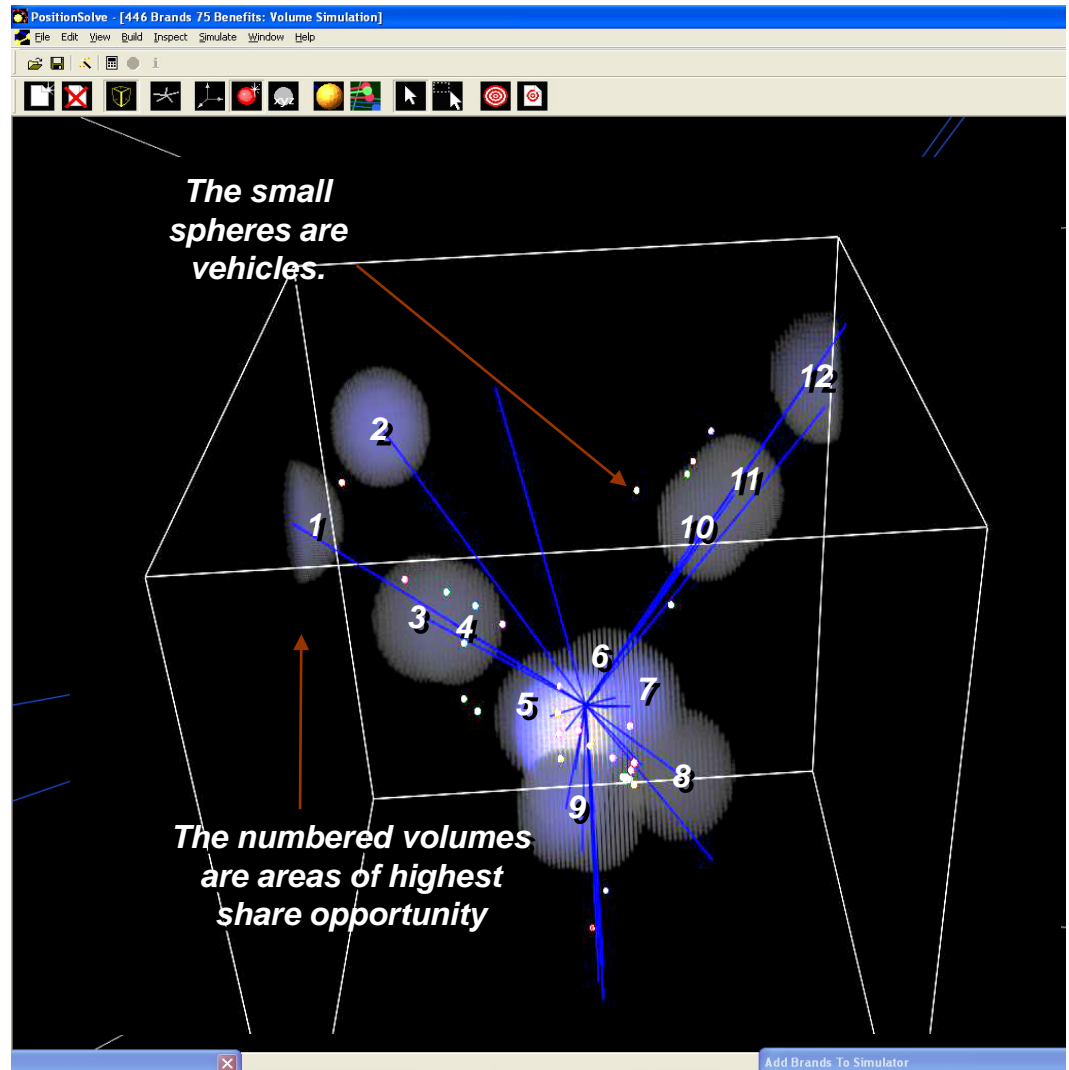 PositionSolve - [446 Brands 75 Benefits: Volume Simulation]
File Edit View Build Inspect Simulate Window Help
xyz
The small
spheres are
vehicles.
12
2
11
1
10
3
4
6
7
5
8
9
The numbered volumes
are areas of highest
share opportunity
Add Brands To Simulator